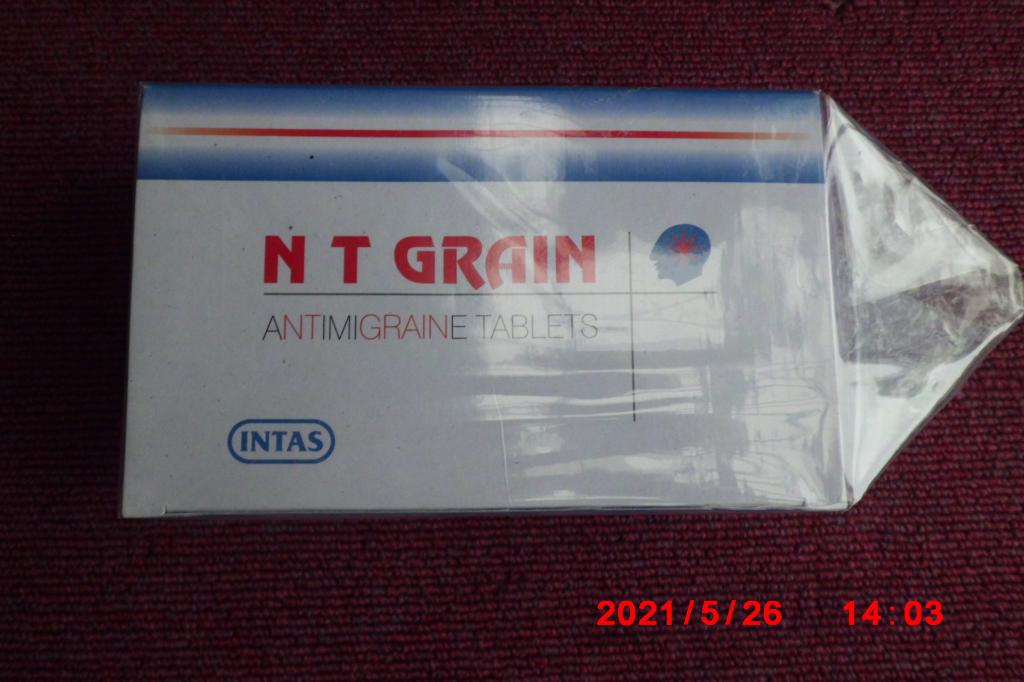 N T GRAIN
ANTIMIGRAINE TABLETS
INTAS
2021/5/26 14:03